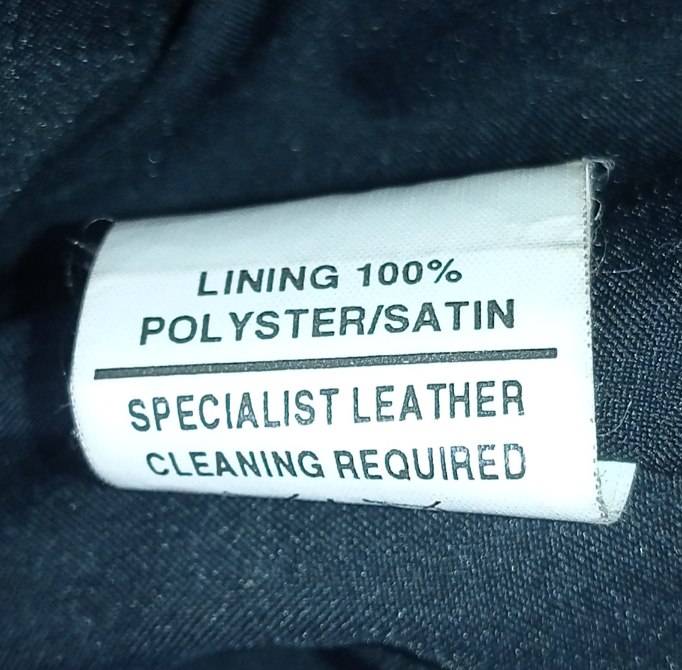 LINING 100%
POLYSTER/SATIN
SPECIALIST LEATHER
CLEANING REQUIRED